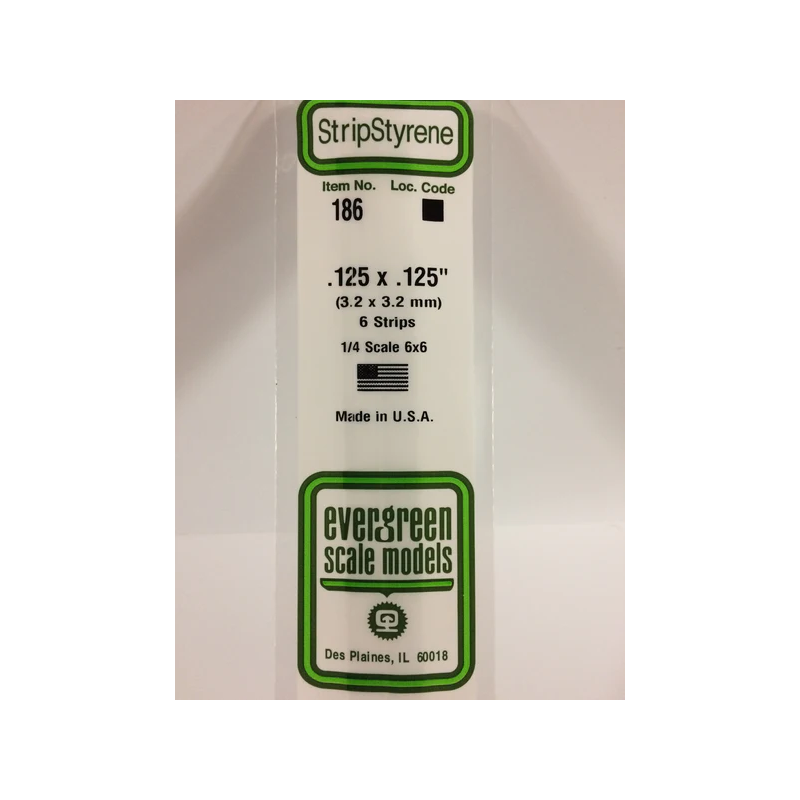 StripStyrene
Item No. Loc. Code
186
.125 x .125"
(3.2 x 3.2 mm)
6 Strips
1/4 Scale 6x6
Made in U.S.A.
evergreen
scale models
Des Plaines, IL 60018